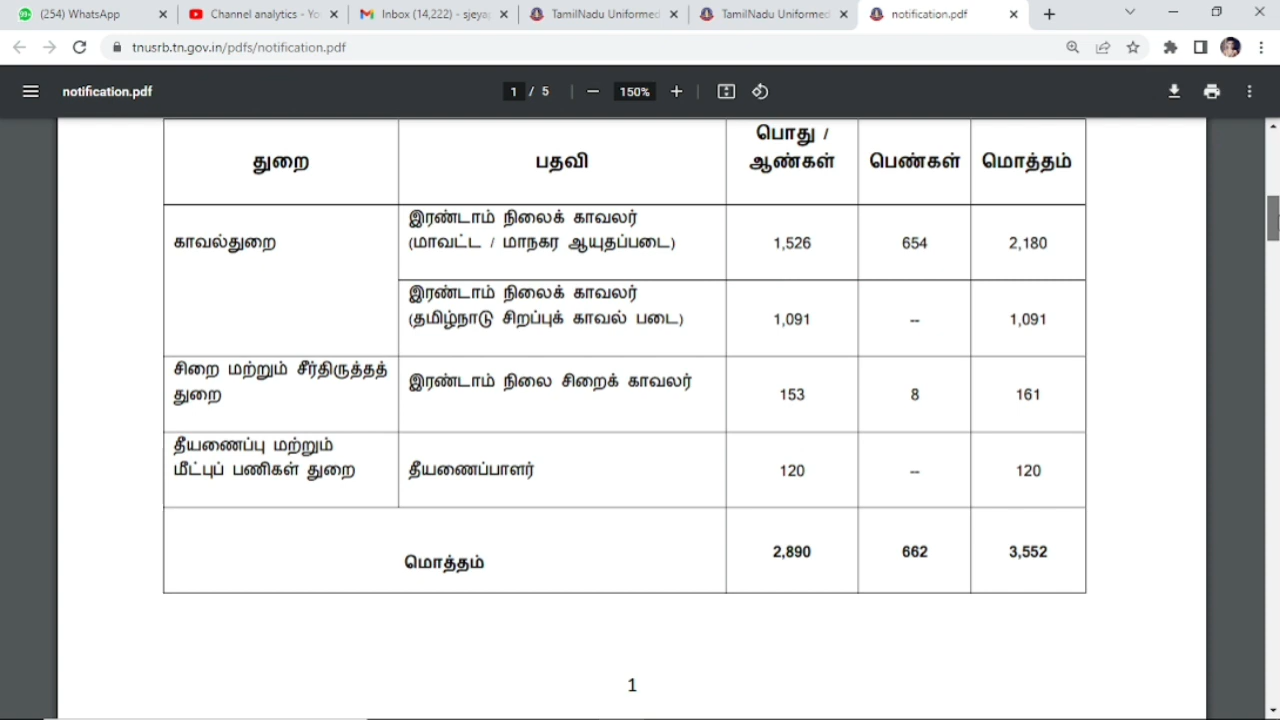 (254) WhatsApp
Channel analytics - Yo
Inbox (14,222) - sjeya
TamilNadu Uniformed
TamilNadu Uniformed
notification.pdf
tnusrb.tn.gov.in/pdfs/notification.pdf
notification.pdf
1 / 5
150%
துறை
பதவி
பொது /
ஆண்கள்
பெண்கள்
மொத்தம்
காவல்துறை
இரண்டாம் நிலைக் காவலர்
(மாவட்ட / மாநகர ஆயுதப்படை)
1,526
654
2,180
இரண்டாம் நிலைக் காவலர்
(தமிழ்நாடு சிறப்புக் காவல் படை)
1,091
--
1,091
சிறை மற்றும் சீர்திருத்தத்
துறை
இரண்டாம் நிலை சிறைக் காவலர்
153
8
161
தீயணைப்பு மற்றும்
மீட்புப் பணிகள் துறை
தீயணைப்பாளர்
120
--
120
மொத்தம்
2,890
662
3,552
1